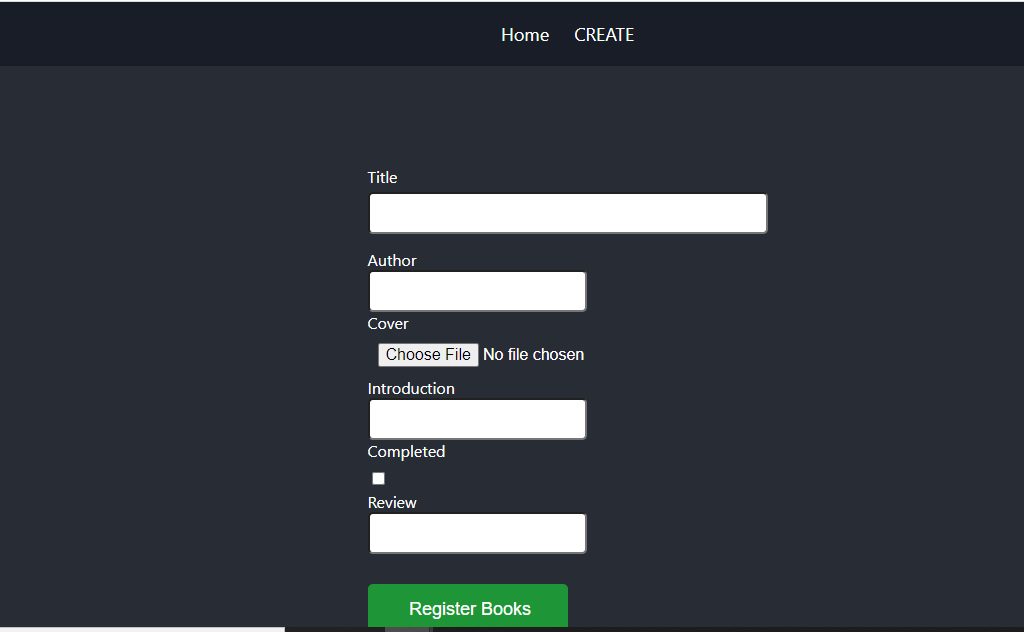 Home CREATE
Title
Author
Cover
Choose File No file chosen
Introduction
Completed
Review
Register Books